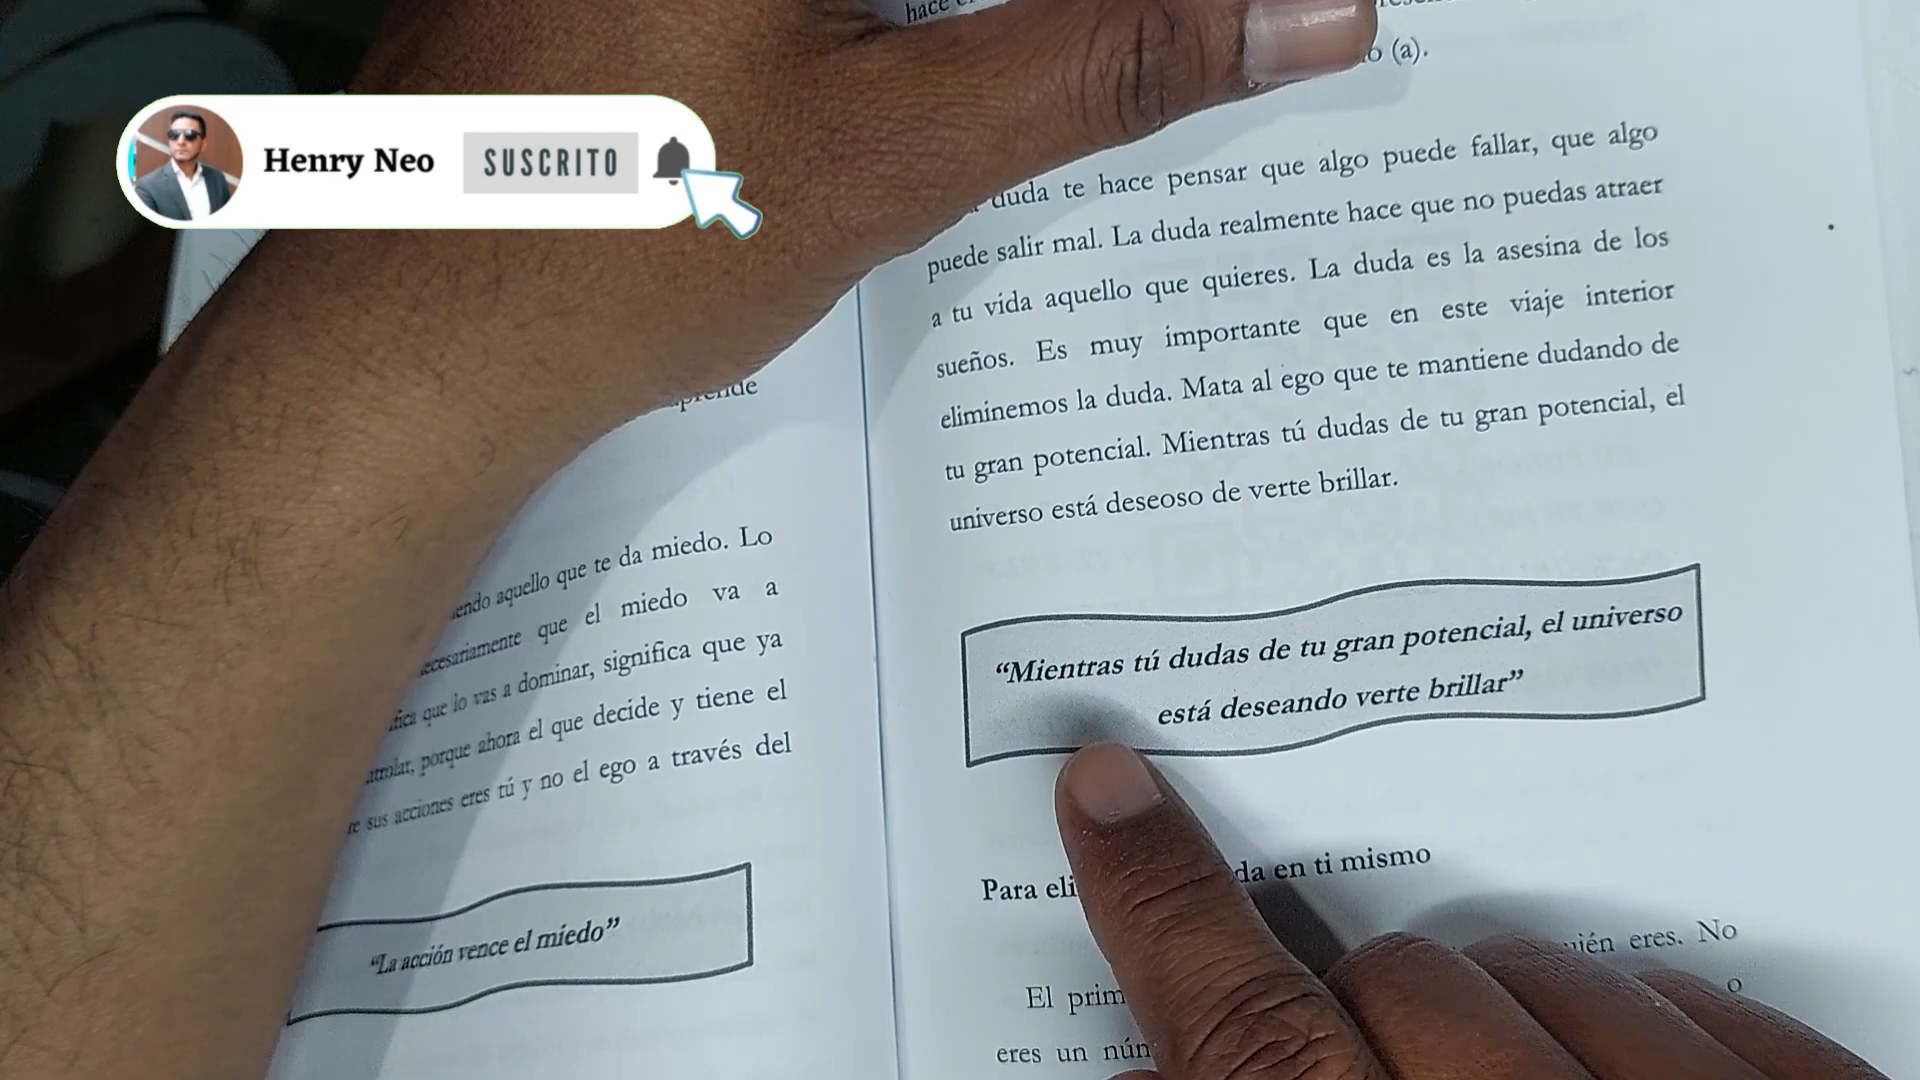 Henry Neo SUSCRITO
hace
(a).
duda te hace pensar que algo puede fallar, que algo
puede salir mal. La duda realmente hace que no puedas atraer
a tu vida aquello que quieres. La duda es la asesina de los
sueños. Es muy importante que en este viaje interior
eliminemos la duda. Mata al ego que te mantiene dudando de
tu gran potencial. Mientras tú dudas de tu gran potencial, el
universo está deseoso de verte brillar.
“Mientras tú dudas de tu gran potencial, el universo
está deseando verte brillar”
Para eli da en ti mismo
El prim uién eres. No
o
eres un nún
aquello que te da miedo. Lo
que el miedo va a
que lo vas a dominar, significa que ya
porque ahora el que decide y tiene el
sus acciones eres tú y no el ego a través del
“La acción vence el miedo”